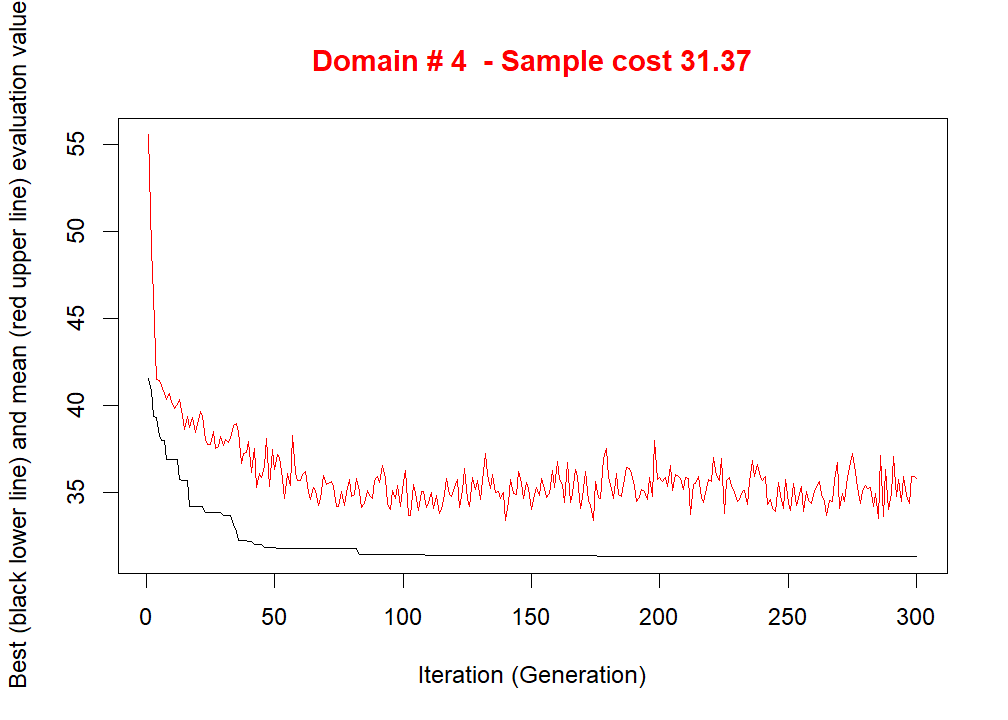 Domain # 4  - Sample cost 31.37
Best (black lower line) and mean (red upper line) evaluation value
55
50
45
40
35
0 50 100 150 200 250 300
Iteration (Generation)